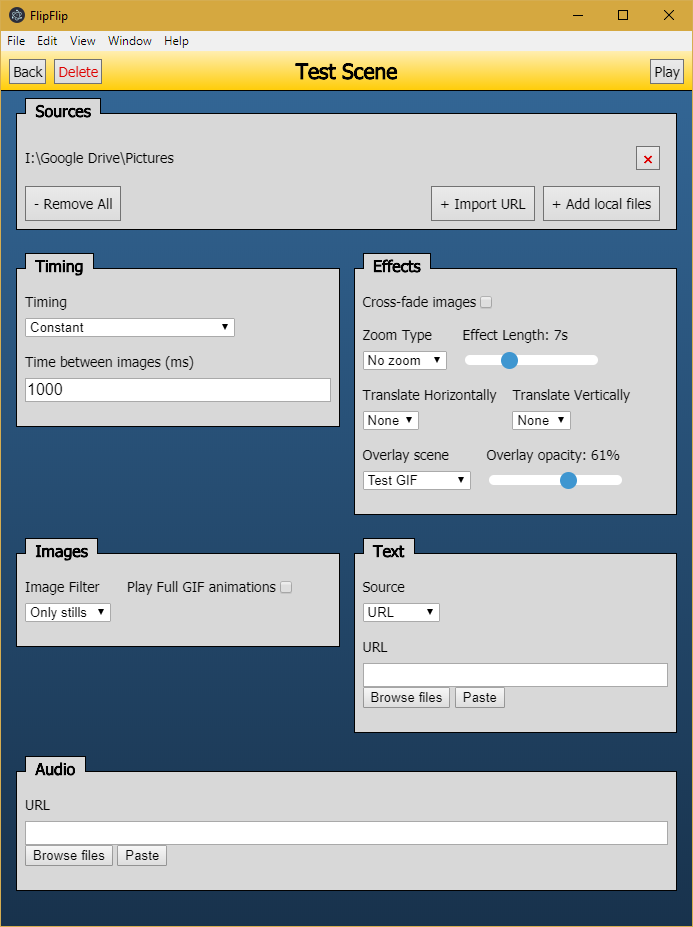 FlipFlip
File Edit View Window Help
Back Delete Test Scene Play
Sources
I:\Google Drive\Pictures ×
- Remove All + Import URL + Add local files
Timing
Timing
Constant
Time between images (ms)
1000
Effects
Cross-fade images
Zoom Type Effect Length: 7s
No zoom
Translate Horizontally Translate Vertically
None None
Overlay scene Overlay opacity: 61%
Test GIF
Images
Image Filter Play Full GIF animations
Only stills
Text
Source
URL
URL
Browse files Paste
Audio
URL
Browse files Paste